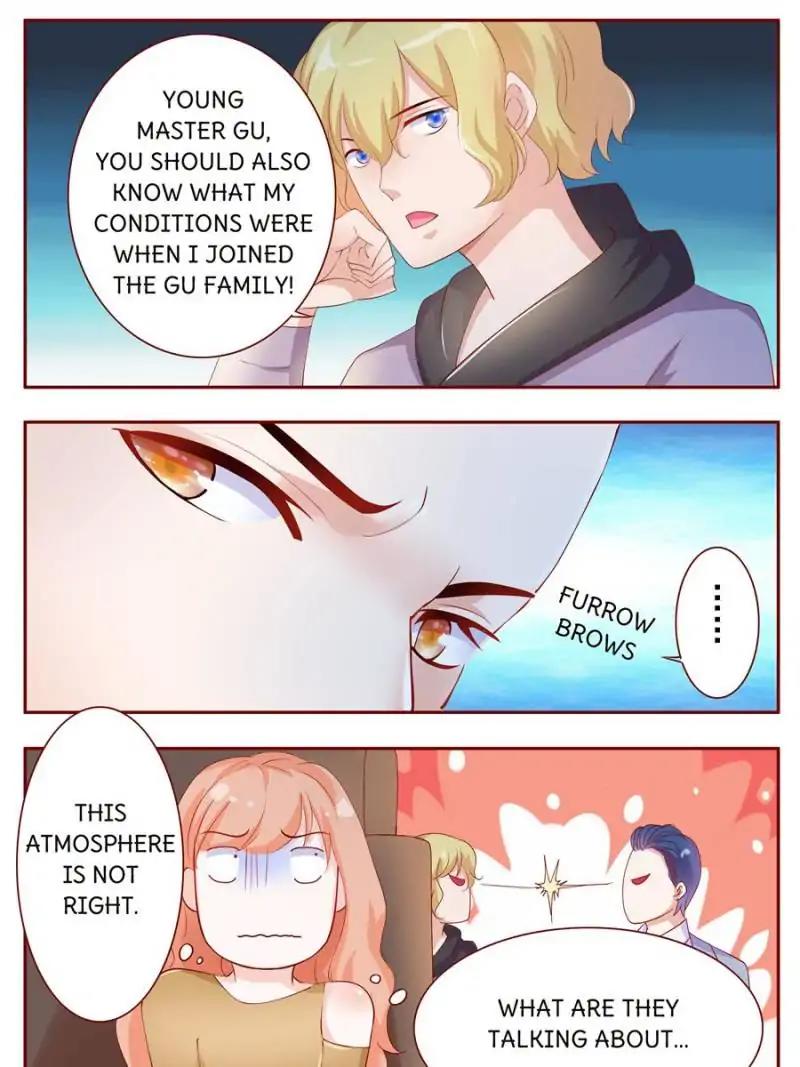 YOUNG
MASTER GU,
YOU SHOULD ALSO
KNOW WHAT MY
CONDITIONS WERE
WHEN I JOINED
THE GU FAMILY!
FURROW
BROWS
......
THIS
ATMOSPHERE
IS NOT
RIGHT.
WHAT ARE THEY
TALKING ABOUT...